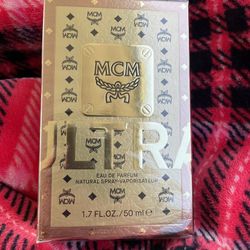 MCM
ULTRA
EAU DE PARFUM
NATURAL SPRAY-VAPORISATEUR
1.7 FL.OZ./50 ml e